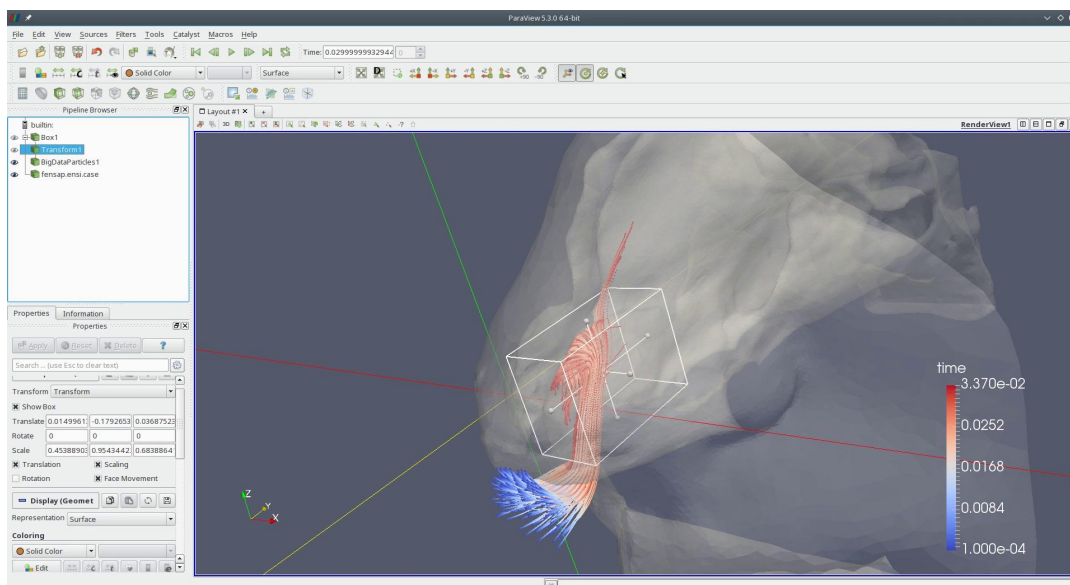 ParaView 5.3.0 64-bit
File Edit View Sources Filters Tools Catalyst Macros Help
Time: 0.02999999932944 0
Solid Color Surface
Pipeline Browser
builtin:
Box1
Transform1
BigDataParticles1
fensap.ensi.case
Layout #1 × +
3D
RenderView1
Properties Information
Properties
Apply Reset Delete ?
Search ... (use Esc to clear text)
Transform Transform
Show Box
Translate 0.0149961 -0.1792653 0.0368752
Rotate 0 0 0
Scale 0.4538890 0.9543442 0.6838864
Translation Scaling
Rotation Face Movement
Display (Geomet
Representation Surface
Coloring
Solid Color
Edit
time
3.370e-02
0.0252
0.0168
0.0084
1.000e-04
Z
Y
X